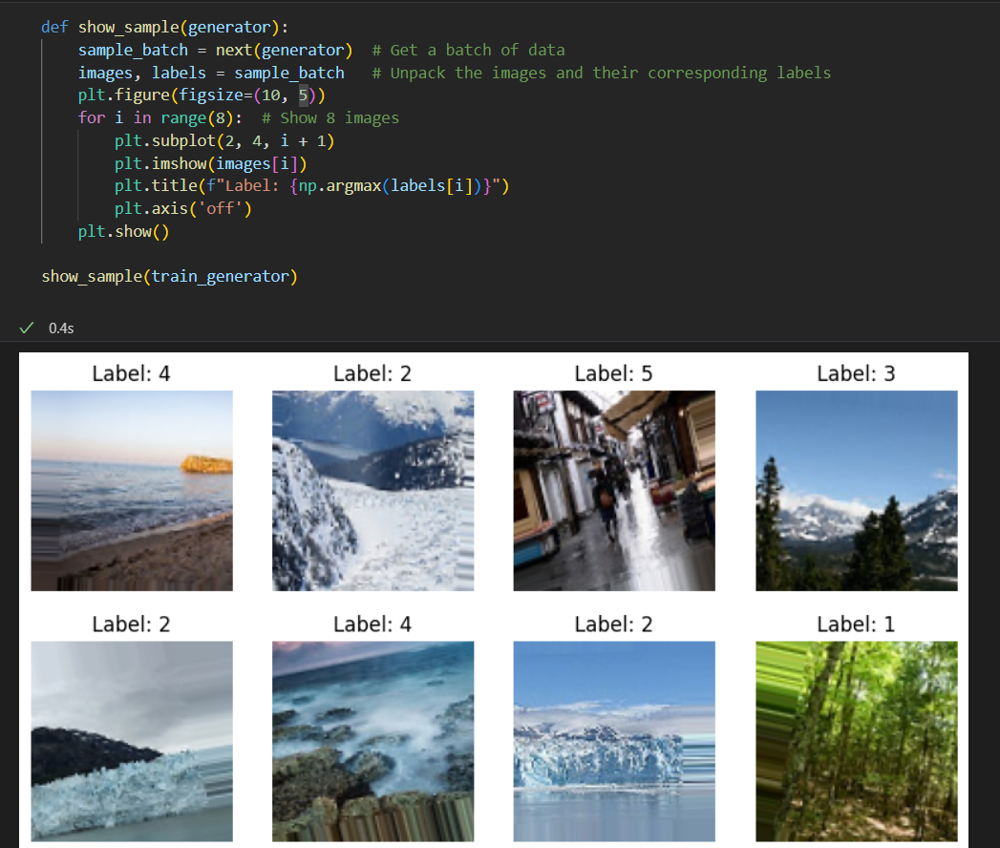 def show_sample(generator):
    sample_batch = next(generator)  # Get a batch of data
    images, labels = sample_batch   # Unpack the images and their corresponding labels
    plt.figure(figsize=(10, 5))
    for i in range(8):  # Show 8 images
        plt.subplot(2, 4, i + 1)
        plt.imshow(images[i])
        plt.title(f"Label: {np.argmax(labels[i])}")
        plt.axis('off')
    plt.show()
show_sample(train_generator)
0.4s
Label: 4 Label: 2 Label: 5 Label: 3
Label: 2 Label: 4 Label: 2 Label: 1